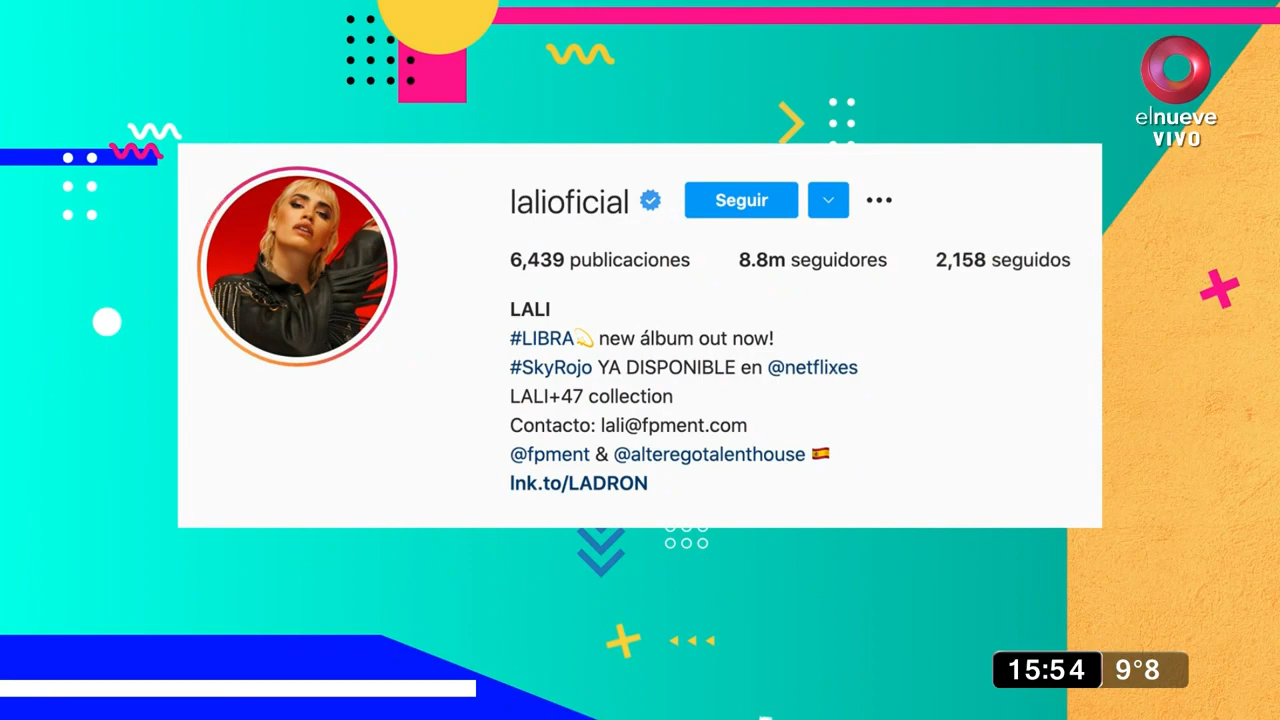 elnueve
VIVO
lalioficial
Seguir
6,439 publicaciones 8.8m seguidores 2,158 seguidos
LALI
#LIBRA💫 new álbum out now!
#SkyRojo YA DISPONIBLE en @netflixes
LALI+47 collection
Contacto: lali@fpment.com
@fpment & @alteregotalenthouse 🇪🇸
lnk.to/LADRON
15:54 9°8